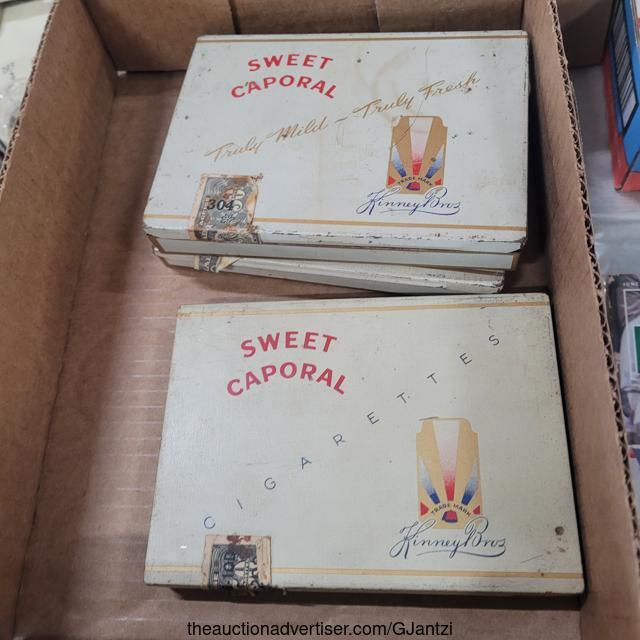 SWEET
CAPORAL
Truly Mild ~ Truly Fresh
304
TRADE MARK
Kinney Bros
SWEET
CAPORAL
CIGARETTES
TRADE MARK
Kinney Bros
theauctionadvertiser.com/GJantzi